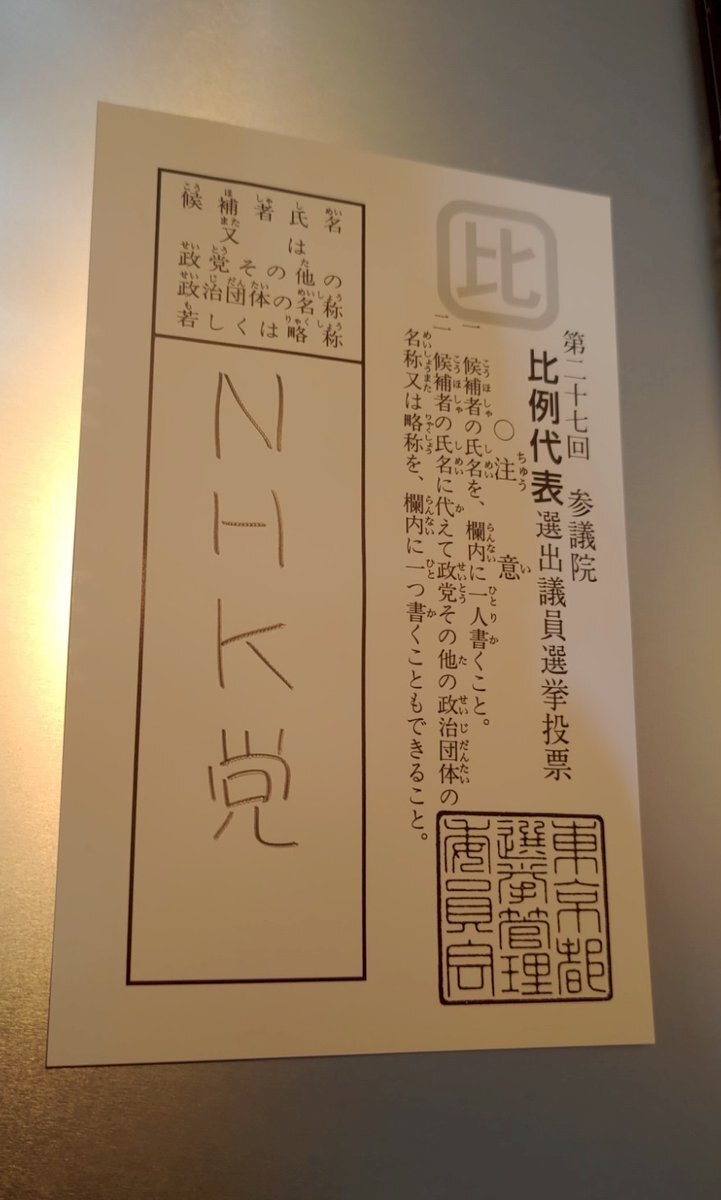 比
第二十七回 参議院
比例代表選出議員選挙投票
〇注意
一 候補者の氏名を、欄内に一人書くこと。
二 候補者の氏名に代えて政党その他の政治団体の
名称又は略称を、欄内に一つ書くこともできること。
東京都
選挙管理
委員会
候補者氏名
又は
政党その他の
政治団体の名称
若しくは略称
NHK党